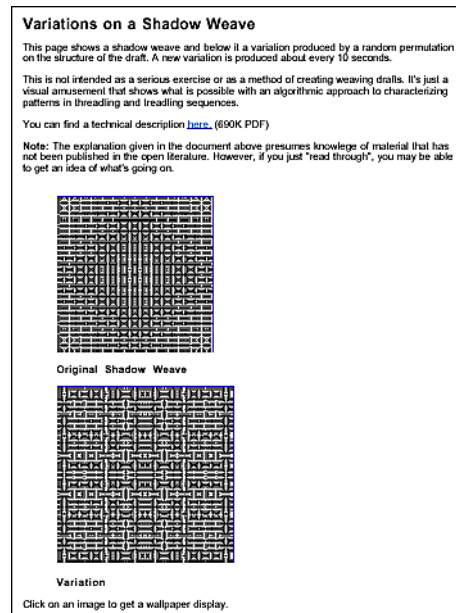 Variations on a Shadow Weave
This page shows a shadow weave and below it a variation produced by a random permutation
on the structure of the draft. A new variation is produced about every 10 seconds.
This is not intended as a serious exercise or as a method of creating weaving drafts. It's just a
visual amusement that shows what is possible with an algorithmic approach to characterizing
patterns in threadling and treadling sequences.
You can find a technical description here. (690K PDF)
Note: The explanation given in the document above presumes knowlege of material that has
not been published in the open literature. However, if you just "read through", you may be able
to get an idea of what's going on.
Original Shadow Weave
Variation
Click on an image to get a wallpaper display.